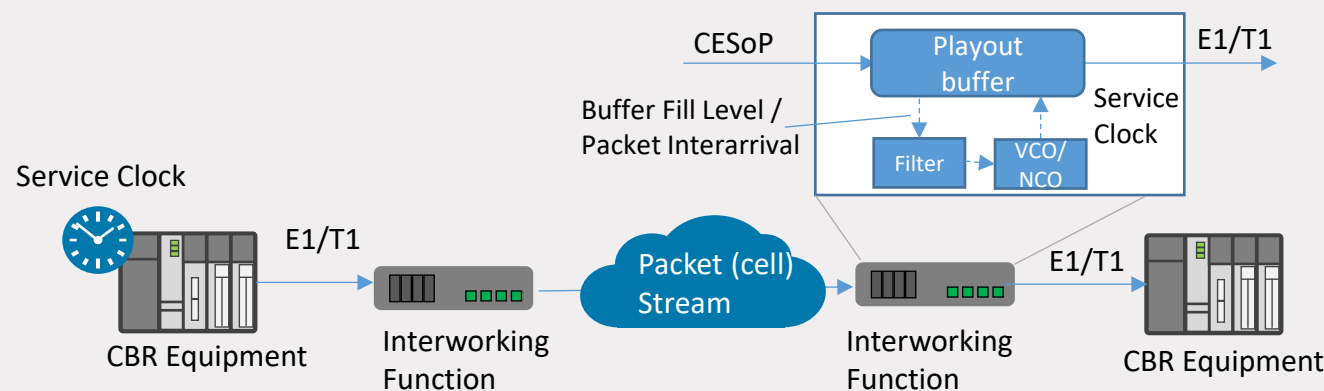 CESoP
Playout
buffer
E1/T1
Buffer Fill Level /
Packet Interarrival
Service
Clock
Filter
VCO/
NCO
Service Clock
E1/T1
Packet (cell)
Stream
E1/T1
CBR Equipment
Interworking
Function
Interworking
Function
CBR Equipment